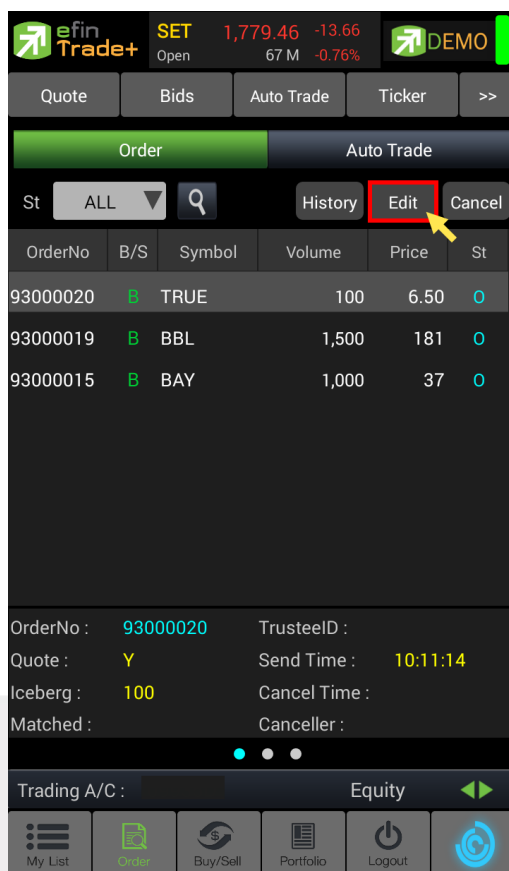 efin Trade+ SET 1,779.46 -13.66 DEMO
Open 67 M -0.76%
Quote Bids Auto Trade Ticker >>
Order Auto Trade
St ALL History Edit Cancel
OrderNo B/S Symbol Volume Price St
93000020 B TRUE 100 6.50 O
93000019 B BBL 1,500 181 O
93000015 B BAY 1,000 37 O
OrderNo : 93000020 TrusteeID :
Quote : Y Send Time : 10:11:14
Iceberg : 100 Cancel Time :
Matched : Canceller :
Trading A/C : Equity
My List Order Buy/Sell Portfolio Logout